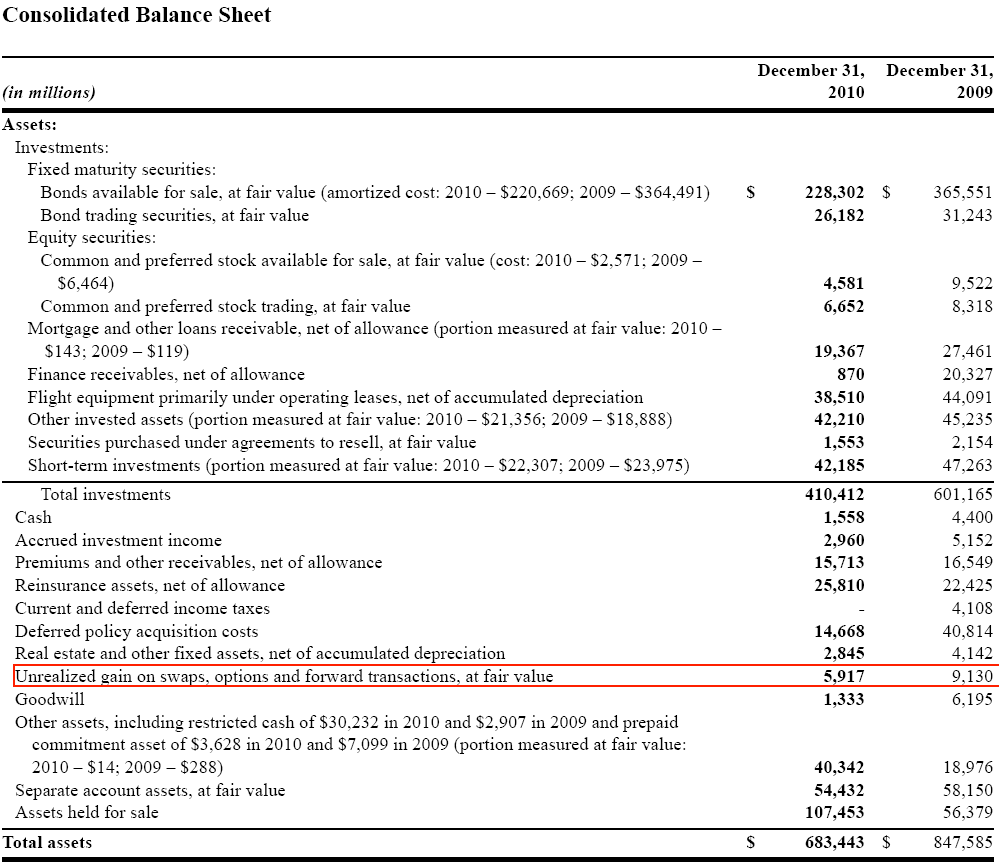 Consolidated Balance Sheet
December 31, December 31,
(in millions) 2010 2009
Assets:
Investments:
Fixed maturity securities:
Bonds available for sale, at fair value (amortized cost: 2010 – $220,669; 2009 – $364,491) $ 228,302 $ 365,551
Bond trading securities, at fair value 26,182 31,243
Equity securities:
Common and preferred stock available for sale, at fair value (cost: 2010 – $2,571; 2009 –
$6,464) 4,581 9,522
Common and preferred stock trading, at fair value 6,652 8,318
Mortgage and other loans receivable, net of allowance (portion measured at fair value: 2010 –
$143; 2009 – $119) 19,367 27,461
Finance receivables, net of allowance 870 20,327
Flight equipment primarily under operating leases, net of accumulated depreciation 38,510 44,091
Other invested assets (portion measured at fair value: 2010 – $21,356; 2009 – $18,888) 42,210 45,235
Securities purchased under agreements to resell, at fair value 1,553 2,154
Short-term investments (portion measured at fair value: 2010 – $22,307; 2009 – $23,975) 42,185 47,263
Total investments 410,412 601,165
Cash 1,558 4,400
Accrued investment income 2,960 5,152
Premiums and other receivables, net of allowance 15,713 16,549
Reinsurance assets, net of allowance 25,810 22,425
Current and deferred income taxes - 4,108
Deferred policy acquisition costs 14,668 40,814
Real estate and other fixed assets, net of accumulated depreciation 2,845 4,142
Unrealized gain on swaps, options and forward transactions, at fair value 5,917 9,130
Goodwill 1,333 6,195
Other assets, including restricted cash of $30,232 in 2010 and $2,907 in 2009 and prepaid
commitment asset of $3,628 in 2010 and $7,099 in 2009 (portion measured at fair value:
2010 – $14; 2009 – $288) 40,342 18,976
Separate account assets, at fair value 54,432 58,150
Assets held for sale 107,453 56,379
Total assets $ 683,443 $ 847,585